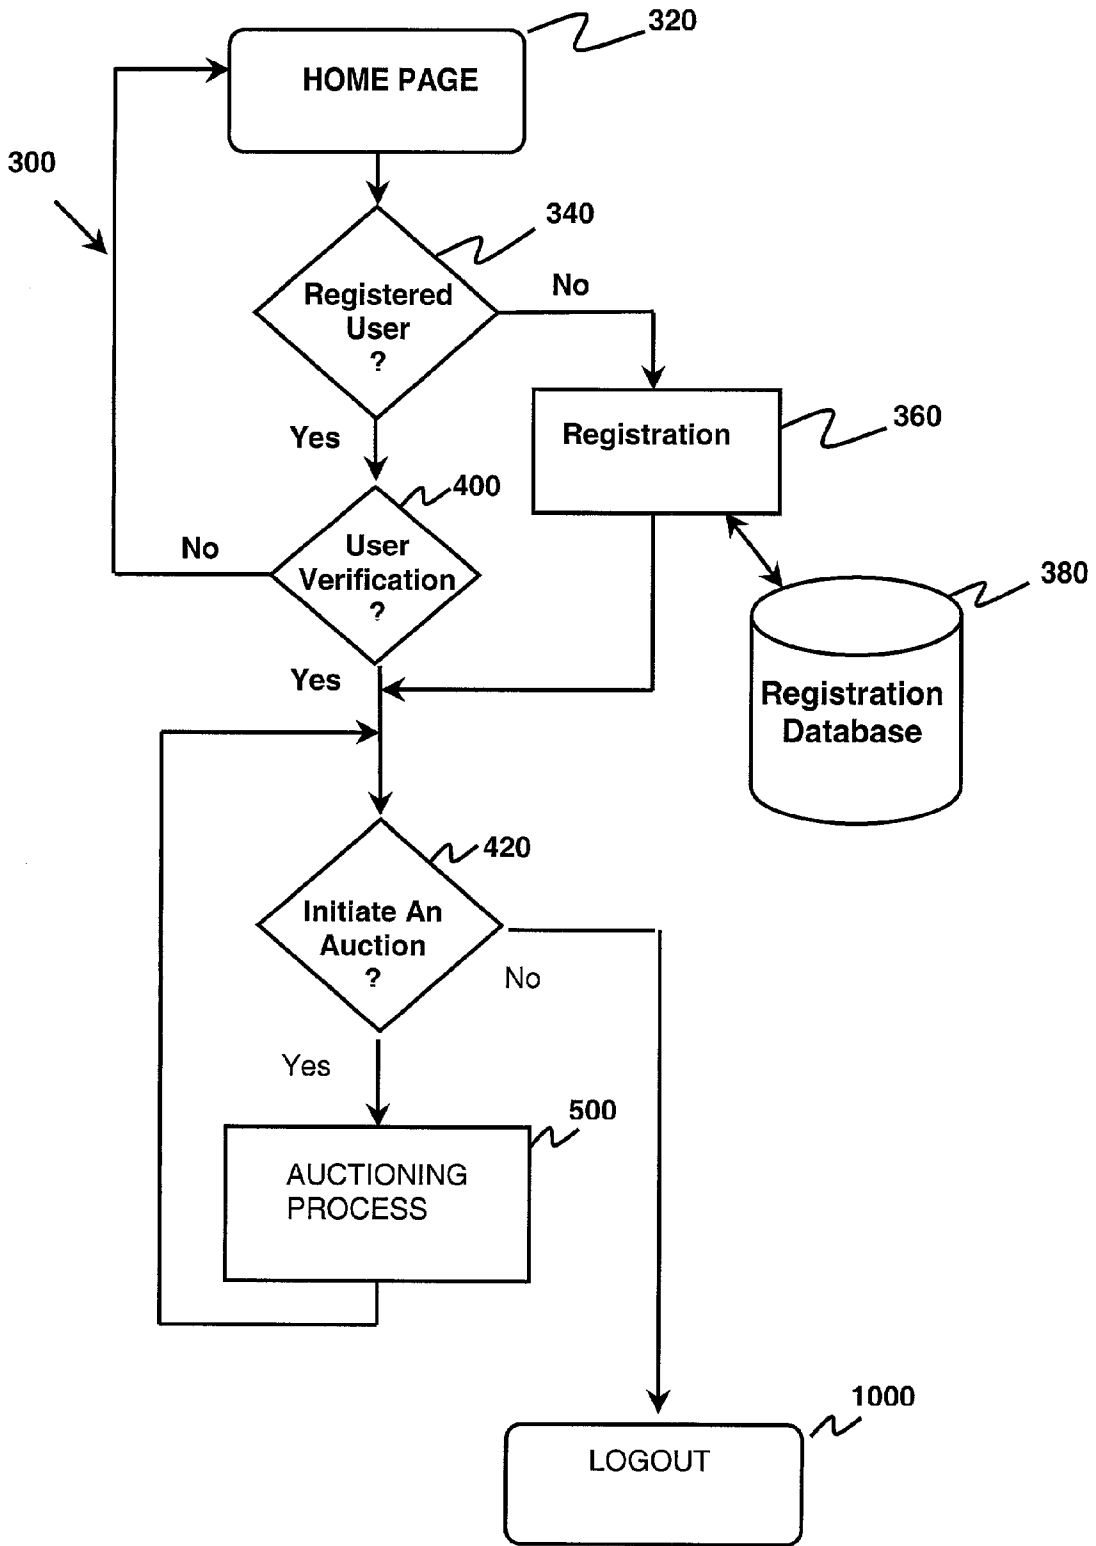 320
HOME PAGE
300
340
No
Registered
User
?
360
Registration
Yes
400
No
User
Verification
?
380
Yes
Registration
Database
420
Initiate An
Auction
?
No
Yes
500
AUCTIONING
PROCESS
1000
LOGOUT